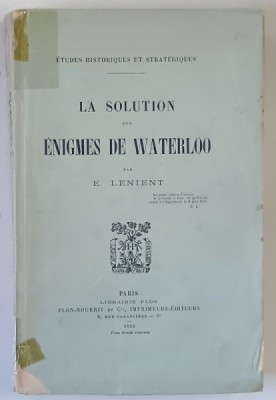 ÉTUDES HISTORIQUES ET STRATÉGIQUES
LA SOLUTION
DES
ÉNIGMES DE WATERLOO
PAR
E. LENIENT
E. L.
PARIS
LIBRAIRIE PLON
PLON-NOURRIT ET Cie, IMPRIMEURS-ÉDITEURS
8, RUE GARANCIÈRE — 6e
Tous droits réservés